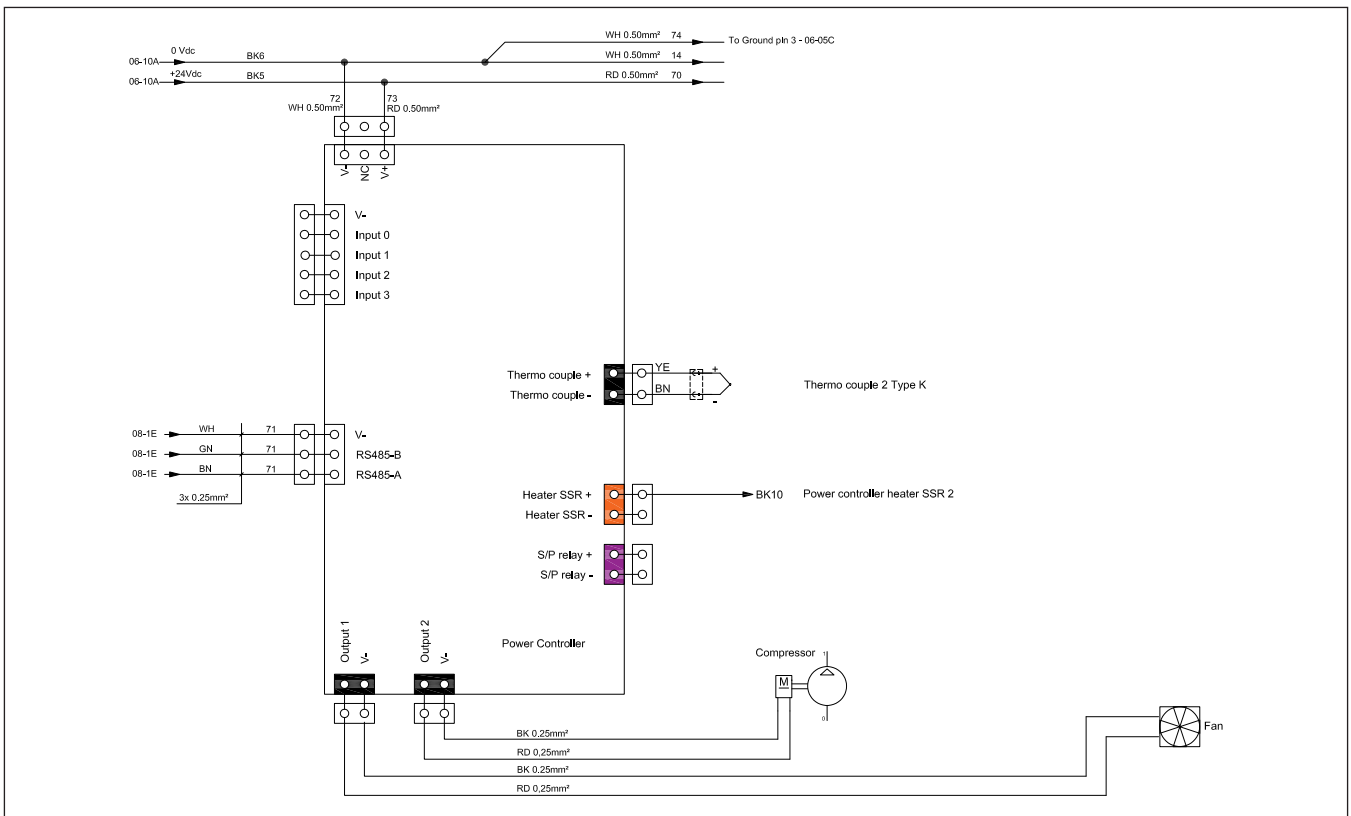 0 Vdc
06-10A
BK6
WH 0.50mm² 74
To Ground pin 3 - 06-05C
WH 0.50mm² 14
+24Vdc
06-10A
BK5
RD 0.50mm² 70
72
WH 0.50mm²
73
RD 0.50mm²
V-
NC
V+
V-
Input 0
Input 1
Input 2
Input 3
Thermo couple +
Thermo couple -
YE
BN
+
-
Thermo couple 2 Type K
08-1E WH 71 V-
08-1E GN 71 RS485-B
08-1E BN 71 RS485-A
3x 0.25mm²
Heater SSR +
Heater SSR -
BK10
Power controller heater SSR 2
S/P relay +
S/P relay -
Output 1
V-
Output 2
V-
Power Controller
Compressor
1
M
0
BK 0.25mm²
RD 0,25mm²
BK 0.25mm²
RD 0,25mm²
Fan